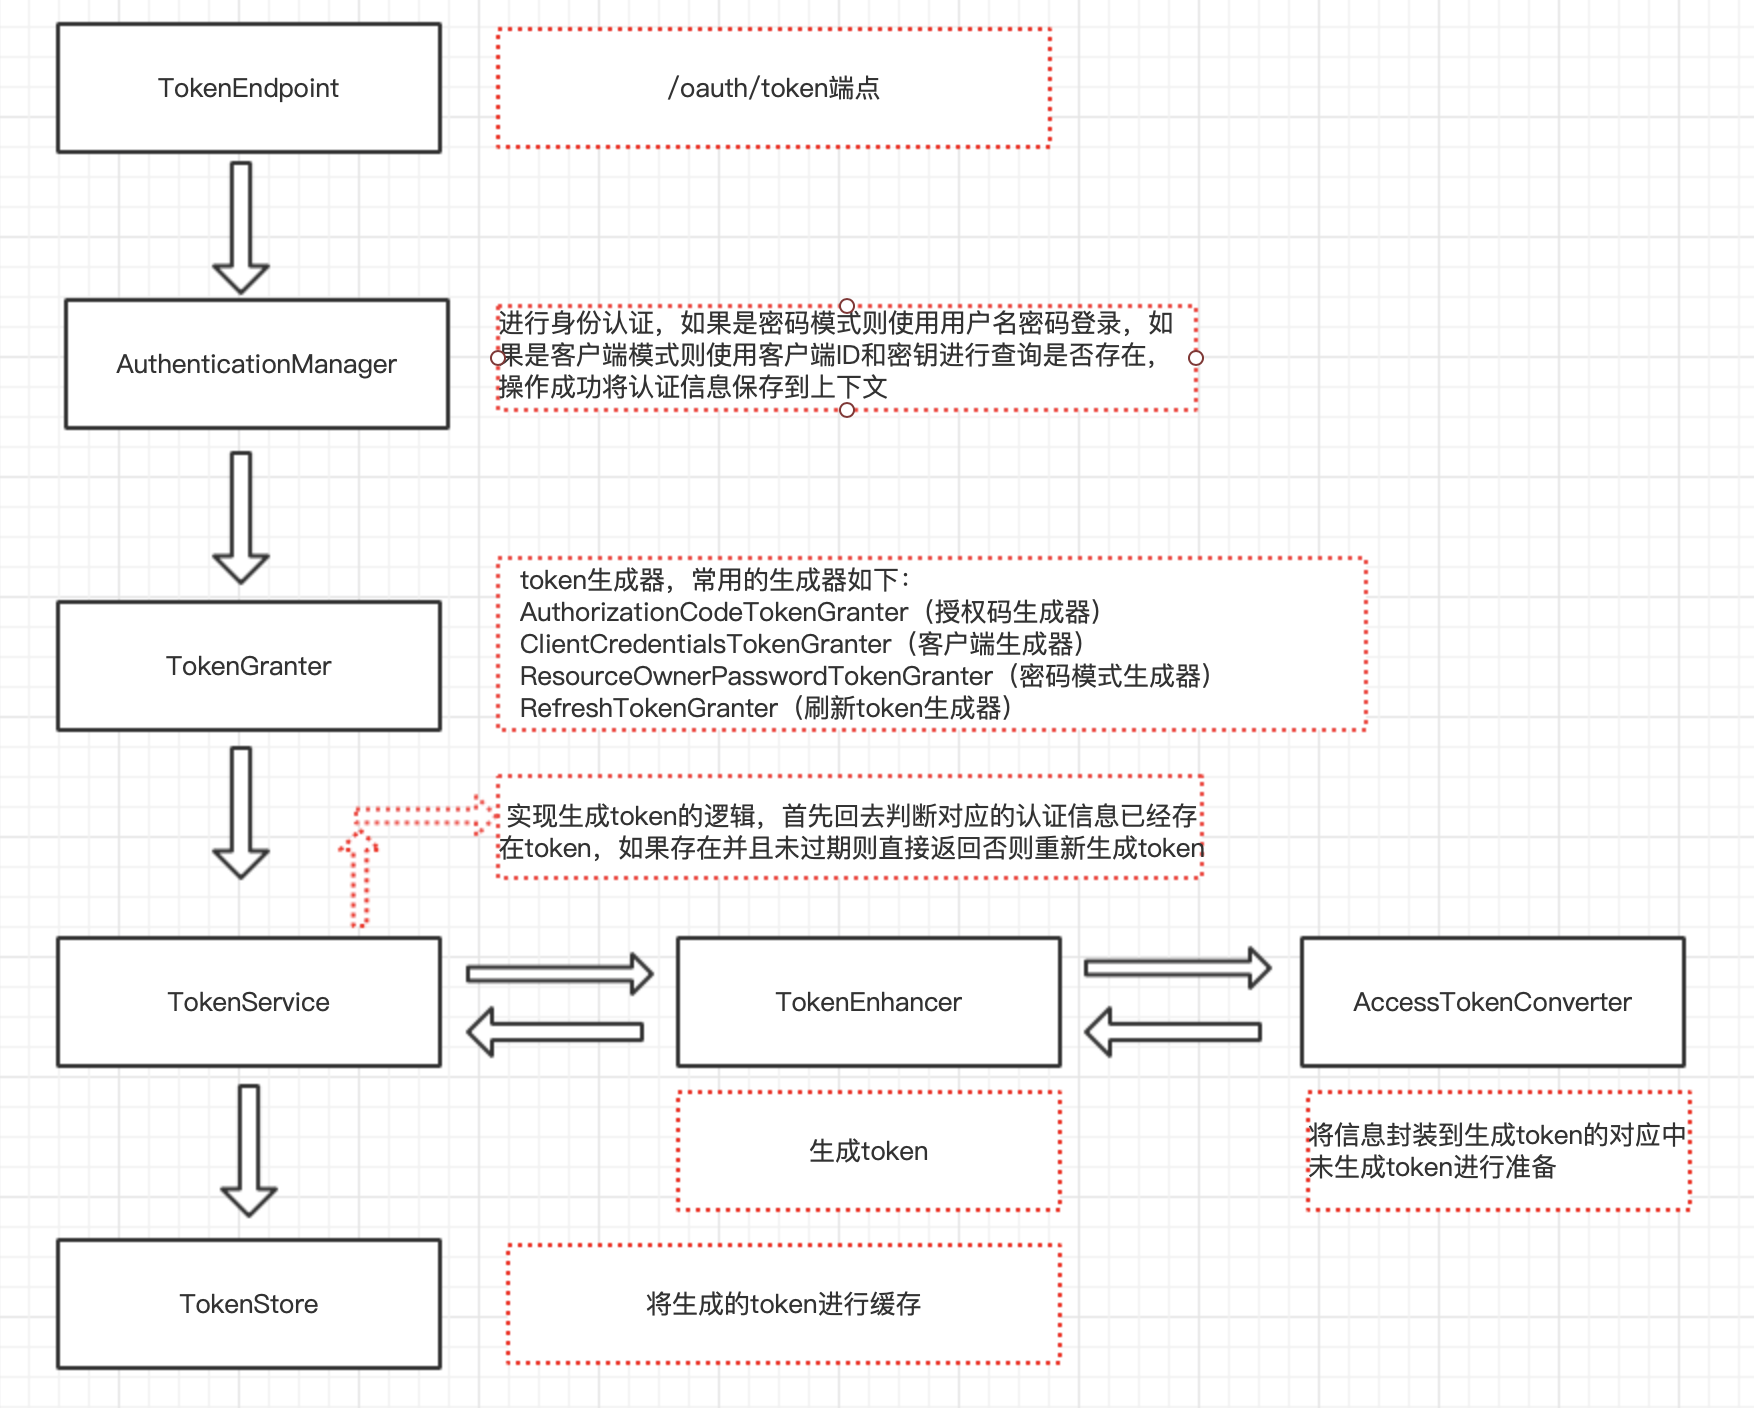 TokenEndpoint
/oauth/token端点
AuthenticationManager
进行身份认证，如果是密码模式则使用用户名密码登录，如
果是客户端模式则使用客户端ID和密钥进行查询是否存在，
操作成功将认证信息保存到上下文
TokenGranter
token生成器，常用的生成器如下：
AuthorizationCodeTokenGranter（授权码生成器）
ClientCredentialsTokenGranter（客户端生成器）
ResourceOwnerPasswordTokenGranter（密码模式生成器）
RefreshTokenGranter（刷新token生成器）
实现生成token的逻辑，首先回去判断对应的认证信息已经存
在token，如果存在并且未过期则直接返回否则重新生成token
TokenService
TokenEnhancer
AccessTokenConverter
生成token
将信息封装到生成token的对应中
未生成token进行准备
TokenStore
将生成的token进行缓存